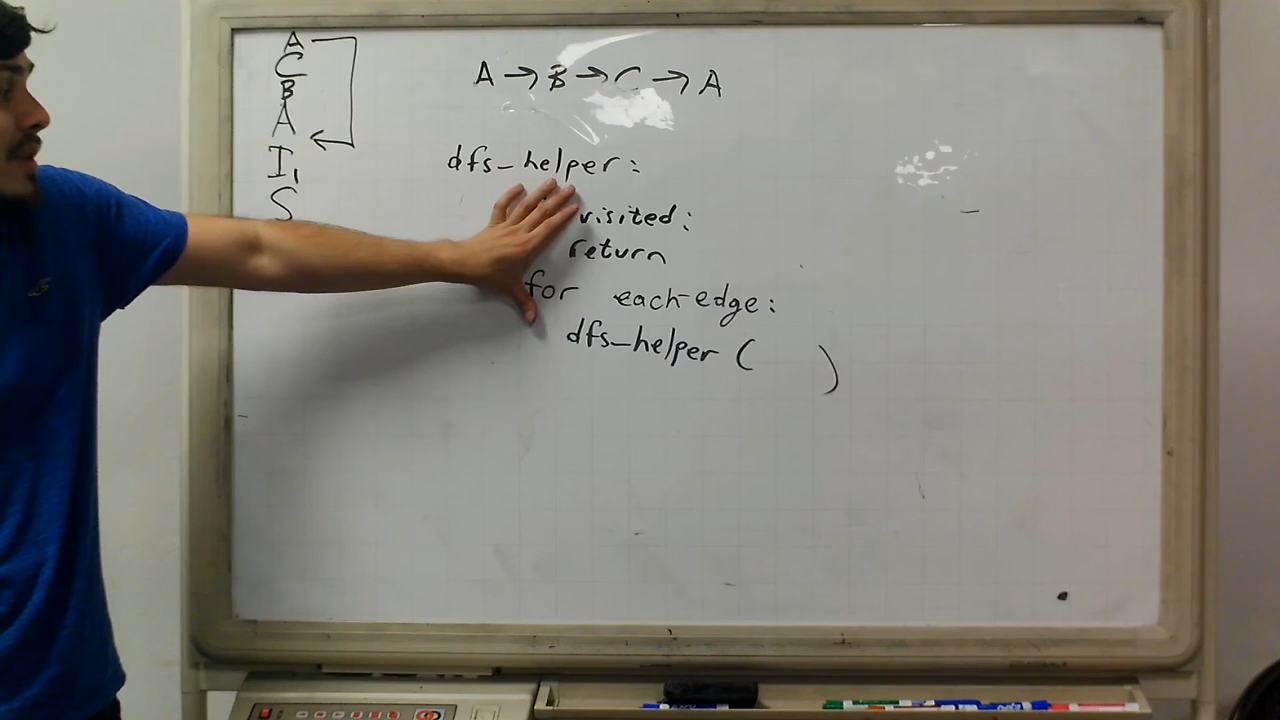 A
C
B
A
I,
S
A → B → C → A
dfs_helper:
visited:
return
for each-edge:
dfs_helper ( )